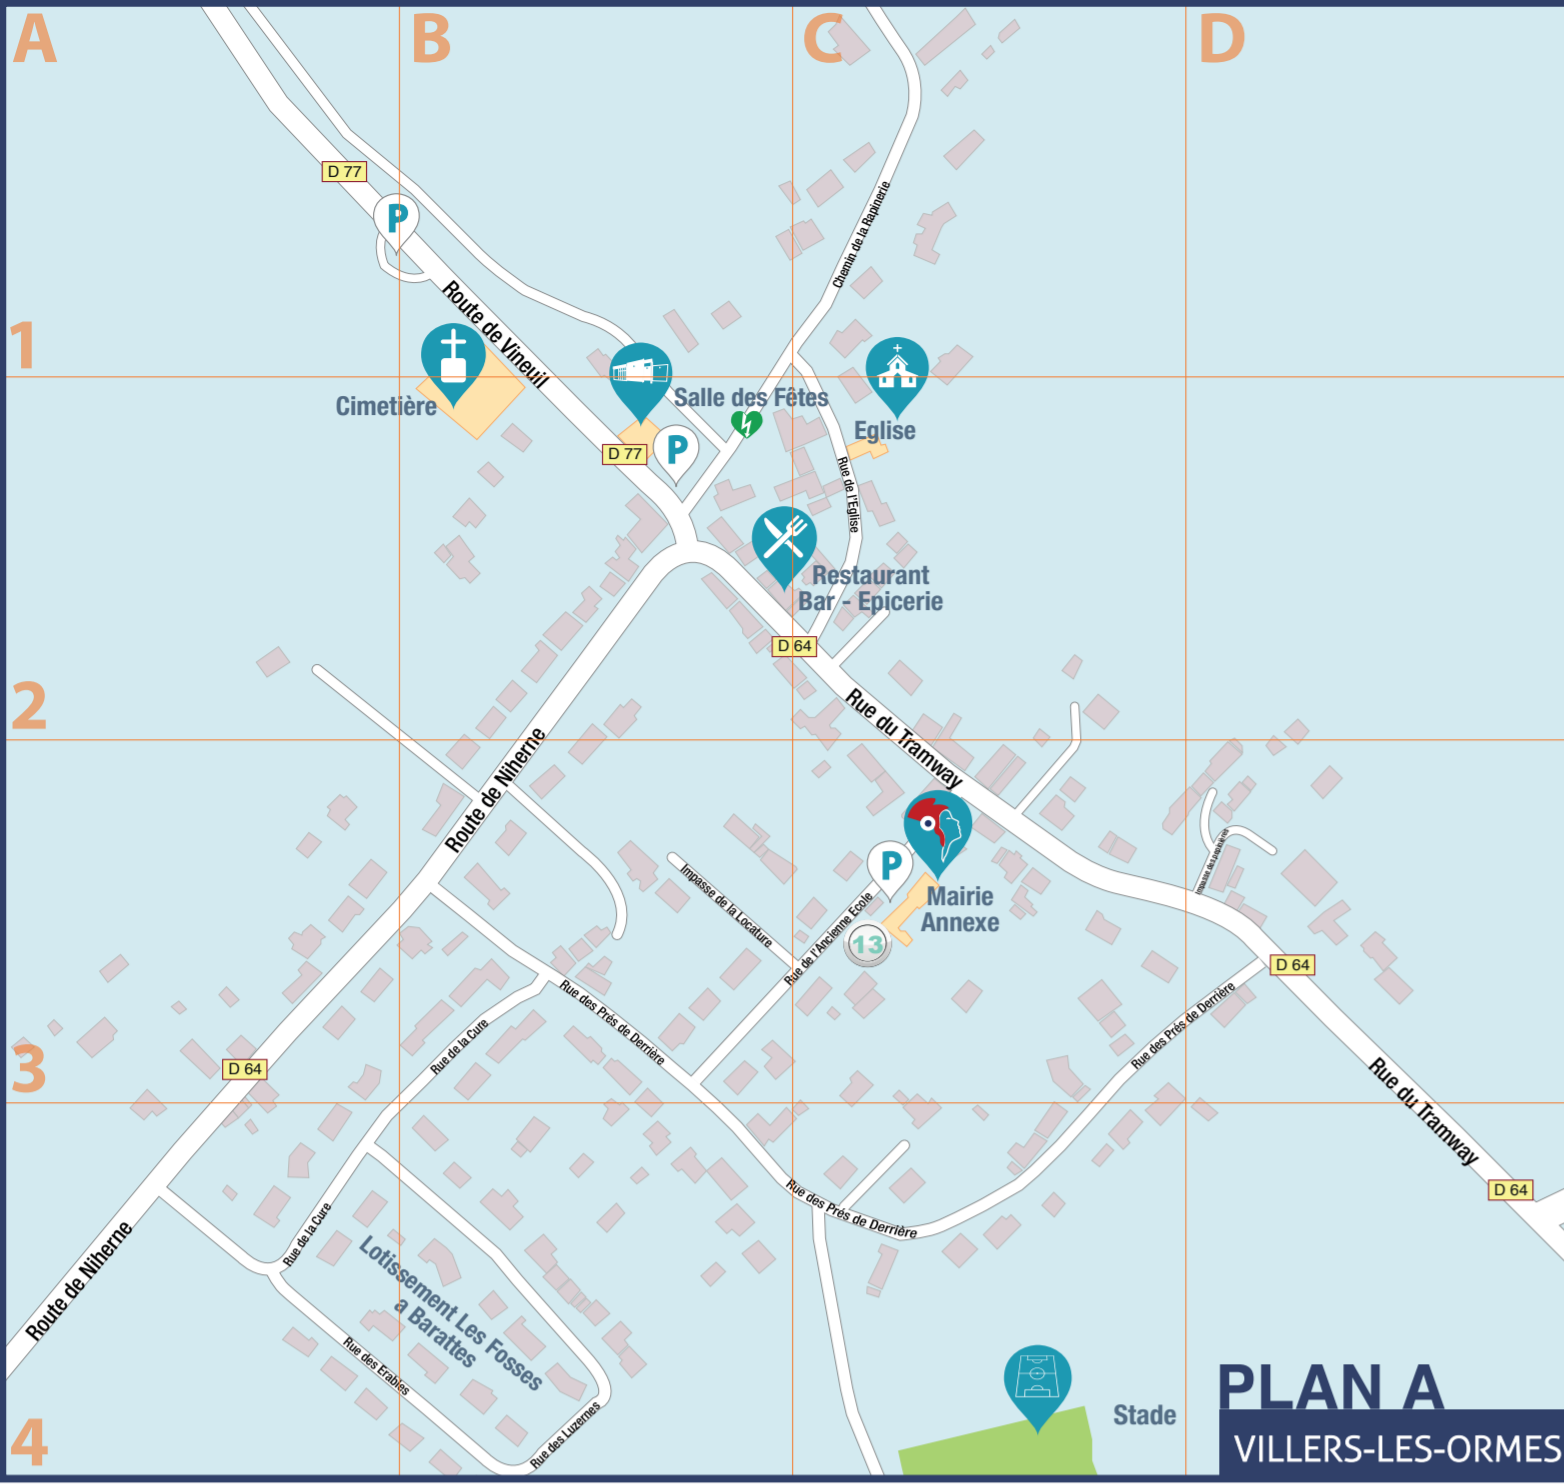 A
B
C
D
D 77
P
Chemin de la Rapinerie
Route de Vineuil
1
Salle des Fêtes
Cimetière
Eglise
D 77
P
Rue de l'Eglise
Restaurant
Bar - Epicerie
D 64
2
Rue du Tramway
Route de Niherne
Impasse de la Locature
P
Mairie
Annexe
Rue de l'Ancienne Ecole
13
D 64
Rue des Prés de Derrière
Rue des Prés de Derrière
Rue de la Cure
3
D 64
Rue du Tramway
D 64
Rue des Prés de Derrière
Rue de la Cure
Route de Niherne
Lotissement Les Fosses
a Barattes
Rue des Erables
Rue des Luzernes
Stade
4
PLAN A
VILLERS-LES-ORMES